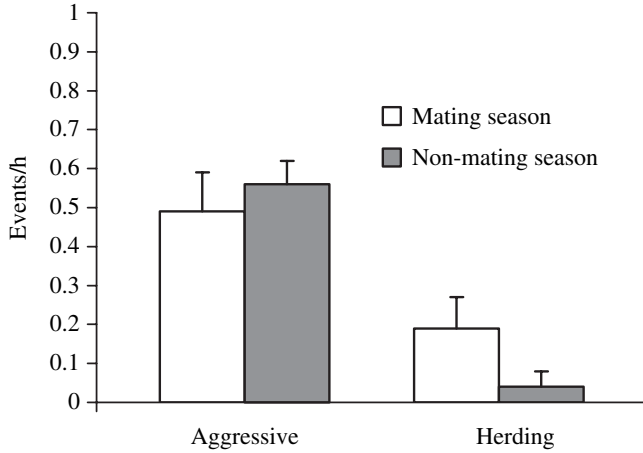 1
0.9
0.8
0.7
0.6
0.5
0.4
0.3
0.2
0.1
0
Events/h
Mating season
Non-mating season
Aggressive
Herding